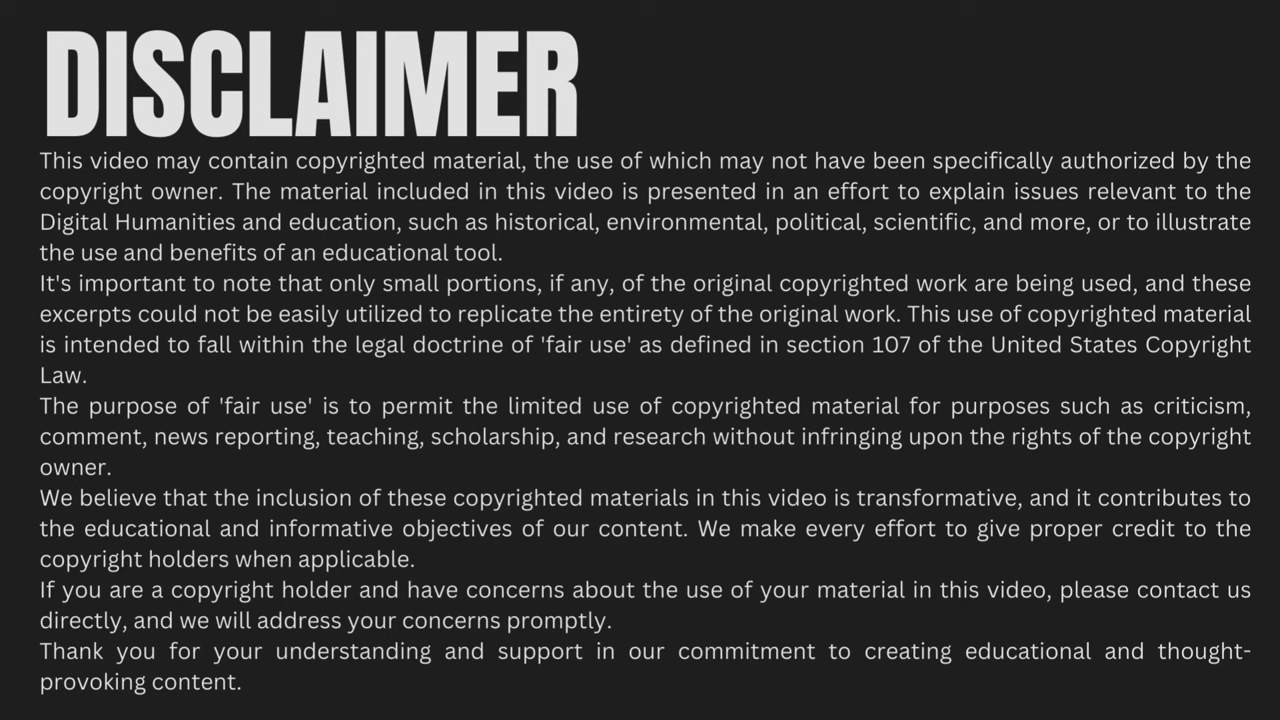 DISCLAIMER
This video may contain copyrighted material, the use of which may not have been specifically authorized by the
copyright owner. The material included in this video is presented in an effort to explain issues relevant to the
Digital Humanities and education, such as historical, environmental, political, scientific, and more, or to illustrate
the use and benefits of an educational tool.
It's important to note that only small portions, if any, of the original copyrighted work are being used, and these
excerpts could not be easily utilized to replicate the entirety of the original work. This use of copyrighted material
is intended to fall within the legal doctrine of 'fair use' as defined in section 107 of the United States Copyright
Law.
The purpose of 'fair use' is to permit the limited use of copyrighted material for purposes such as criticism,
comment, news reporting, teaching, scholarship, and research without infringing upon the rights of the copyright
owner.
We believe that the inclusion of these copyrighted materials in this video is transformative, and it contributes to
the educational and informative objectives of our content. We make every effort to give proper credit to the
copyright holders when applicable.
If you are a copyright holder and have concerns about the use of your material in this video, please contact us
directly, and we will address your concerns promptly.
Thank you for your understanding and support in our commitment to creating educational and thought-
provoking content.